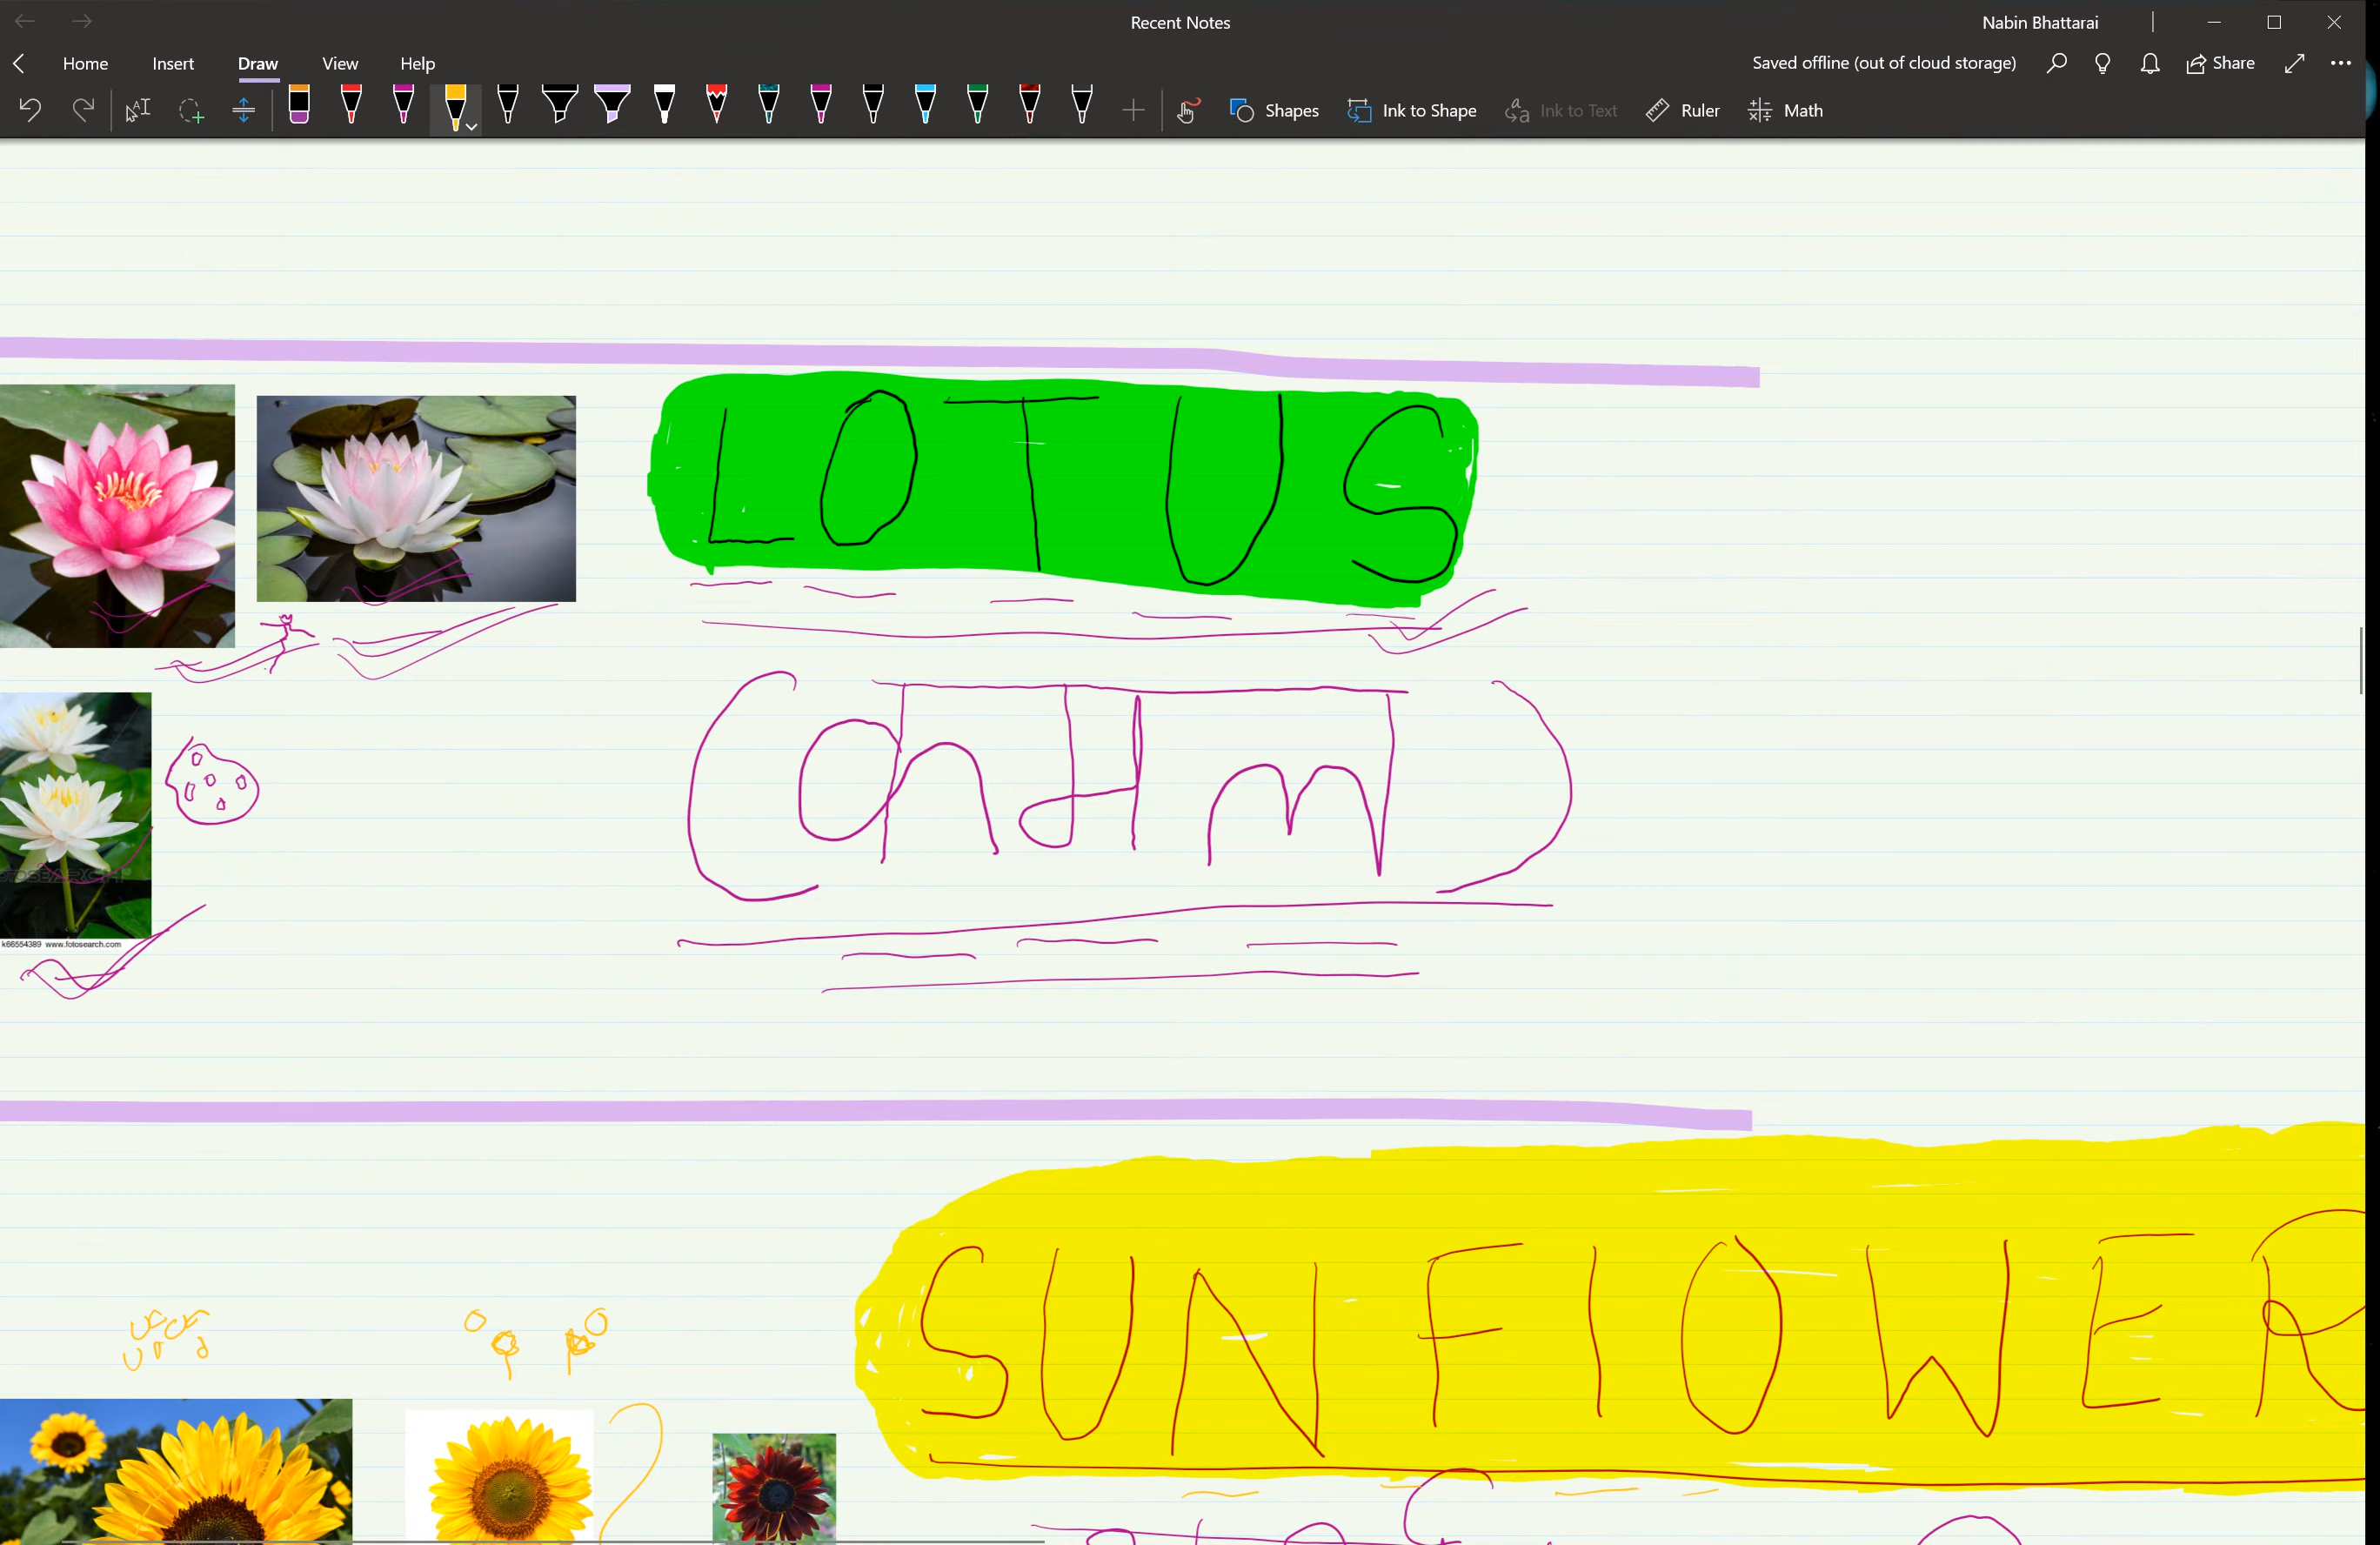 Recent Notes
Nabin Bhattarai
Home Insert Draw View Help
Saved offline (out of cloud storage)
Share
Shapes Ink to Shape Ink to Text Ruler Math
LOTUS
(कमल)
k66554389 www.fotosearch.com
SUNFlOWER